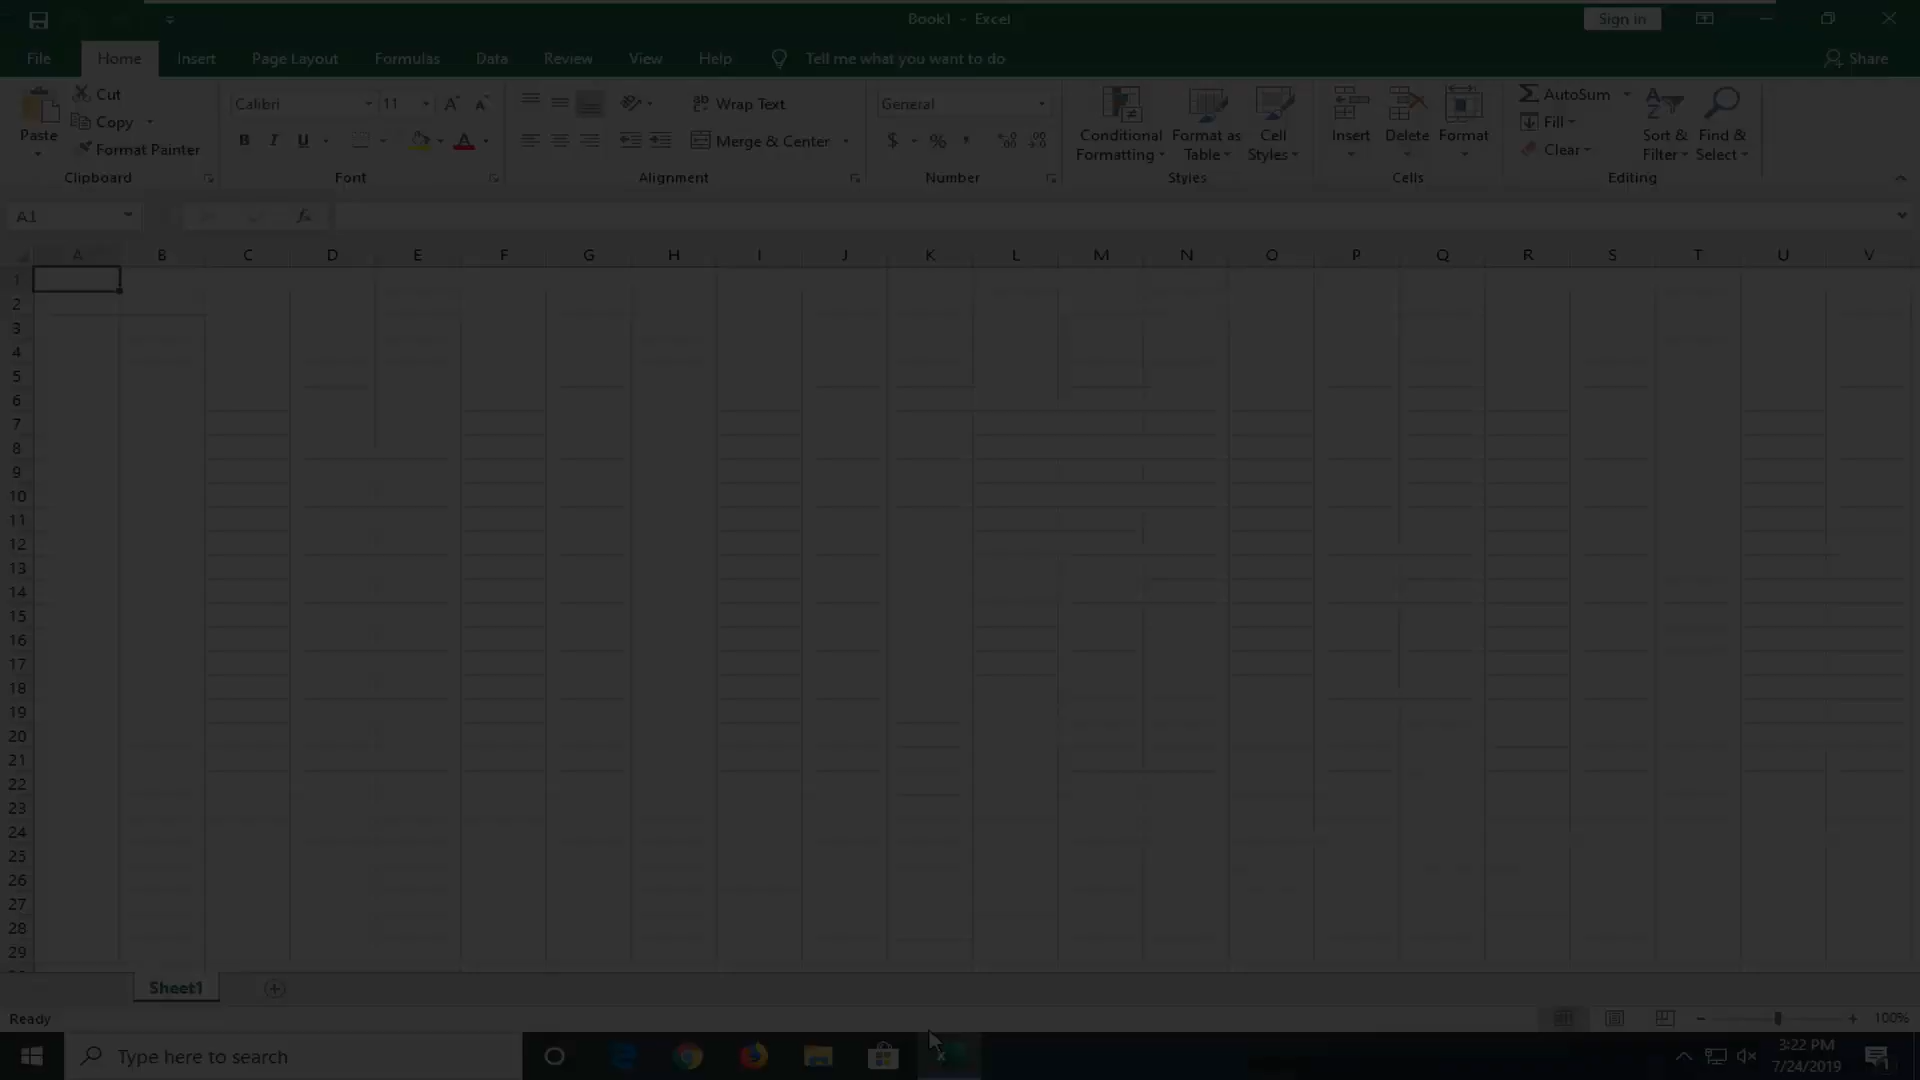 Book1 - Excel
Sign in
File Home Insert Page Layout Formulas Data Review View Help Tell me what you want to do Share
Paste
Cut
Copy
Format Painter
Clipboard
Calibri 11
B I U A
Font
Wrap Text
Merge & Center
Alignment
General
$ %
Number
Conditional Formatting
Format as Table
Cell Styles
Styles
Insert
Delete
Format
Cells
AutoSum
Fill
Clear
Sort & Filter
Find & Select
Editing
A1 fx
A B C D E F G H I J K L M N O P Q R S T U V
1
2
3
4
5
6
7
8
9
10
11
12
13
14
15
16
17
18
19
20
21
22
23
24
25
26
27
28
29
Sheet1
Ready
100%
Type here to search
3:22 PM
7/24/2019